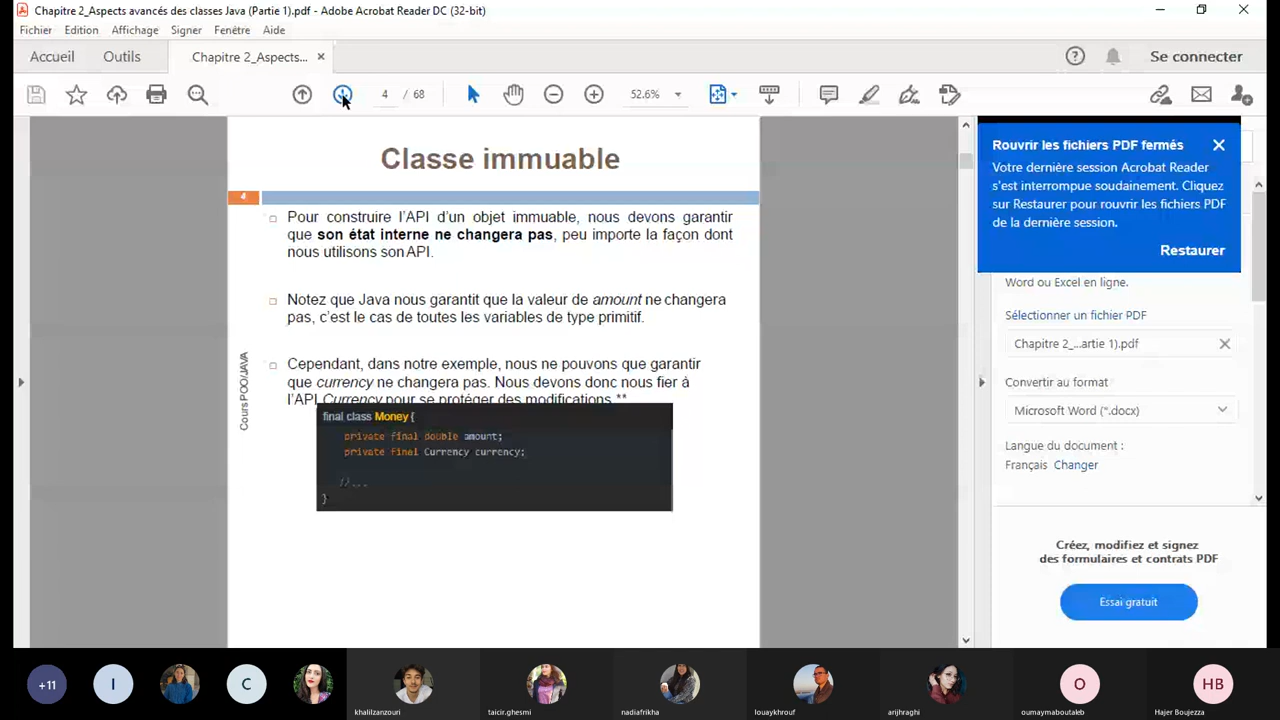 Chapitre 2_Aspects avancés des classes Java (Partie 1).pdf - Adobe Acrobat Reader DC (32-bit)
Fichier Edition Affichage Signer Fenêtre Aide
Accueil Outils Chapitre 2_Aspects... × Se connecter
4 / 68 52.6%
Classe immuable
4
Pour construire l'API d'un objet immuable, nous devons garantir
que son état interne ne changera pas, peu importe la façon dont
nous utilisons son API.
Notez que Java nous garantit que la valeur de amount ne changera
pas, c'est le cas de toutes les variables de type primitif.
Cependant, dans notre exemple, nous ne pouvons que garantir
que currency ne changera pas. Nous devons donc nous fier à
l'API Currency pour se protéger des modifications.**
final class Money {
private final double amount;
private final Currency currency;
//...
}
Cours POO/JAVA
Rouvrir les fichiers PDF fermés
Votre dernière session Acrobat Reader
s'est interrompue soudainement. Cliquez
sur Restaurer pour rouvrir les fichiers PDF
de la dernière session.
Restaurer
Word ou Excel en ligne.
Sélectionner un fichier PDF
Chapitre 2_...artie 1).pdf
Convertir au format
Microsoft Word (*.docx)
Langue du document :
Français Changer
Créez, modifiez et signez
des formulaires et contrats PDF
Essai gratuit
+11 I C O HB
khalilzanzouri taicir.ghesmi nadiafrikha louaykhrouf arijhraghi oumaymaboutaleb Hajer Boujezza